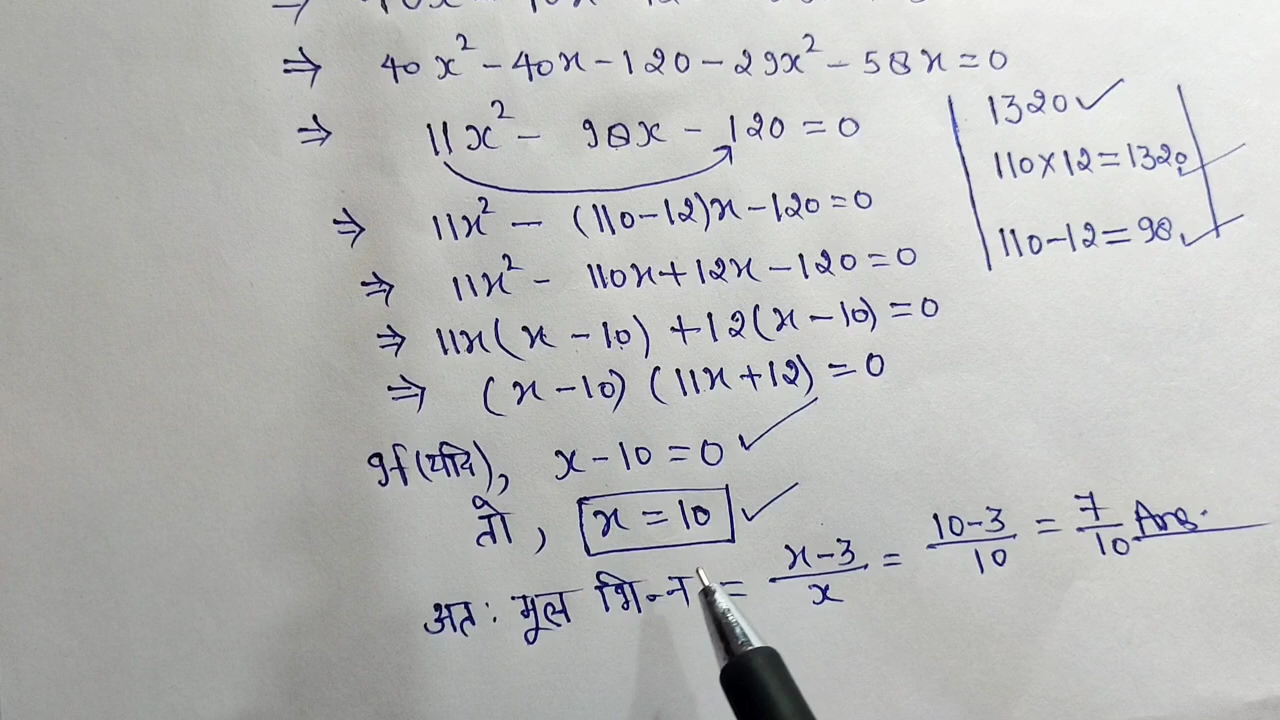 ⇒ 40x² - 40x - 120 - 29x² - 58x = 0
⇒ 11x² - 98x - 120 = 0
⇒ 11x² - (110-12)x - 120 = 0
⇒ 11x² - 110x + 12x - 120 = 0
⇒ 11x(x - 10) + 12(x - 10) = 0
⇒ (x - 10) (11x + 12) = 0
If (यदि), x - 10 = 0 ✓
तो, x = 10 ✓
अतः मूल भिन्न = x-3/x = 10-3/10 = 7/10 Ans.
1320 ✓
110×12 = 1320 ✓
110-12 = 98 ✓